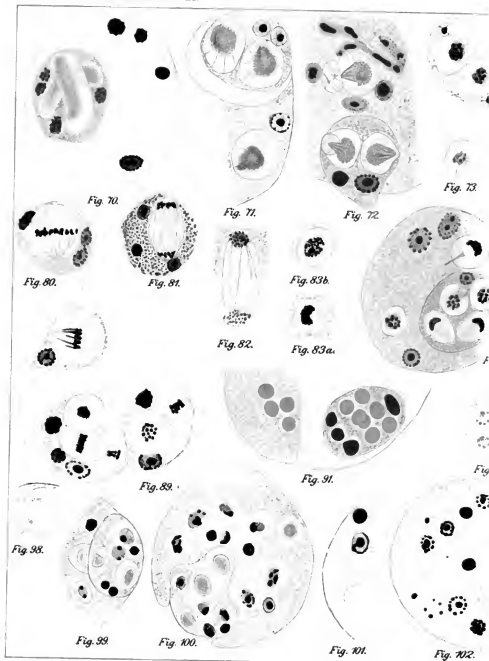 Fig. 70.
Fig. 71.
Fig. 72.
Fig. 73.
Fig. 80.
Fig. 81.
Fig. 82.
Fig. 83b.
Fig. 83a.
Fig. 89.
Fig. 91.
Fig. 98.
Fig. 99.
Fig. 100.
Fig. 101.
Fig. 102.